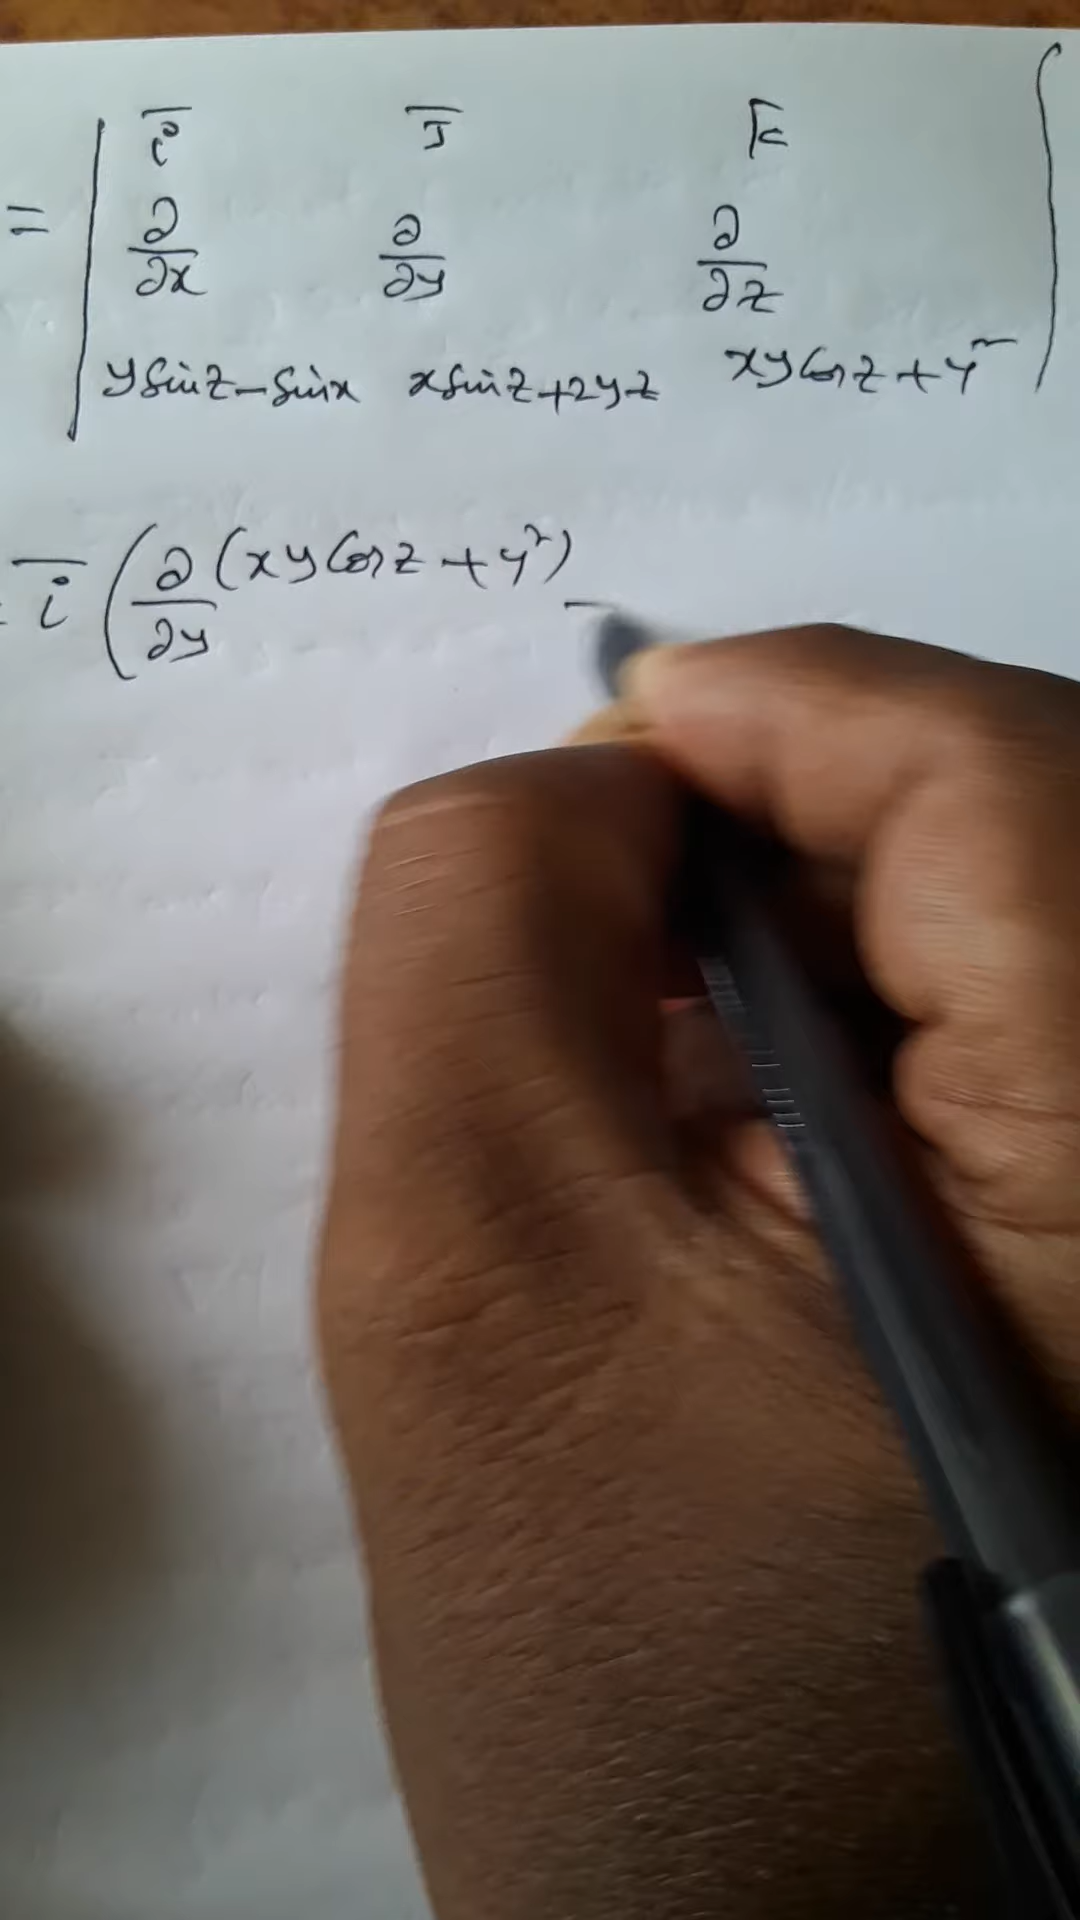 i̅ j̅ k̅
= | ∂/∂x ∂/∂y ∂/∂z |
y sin z − sin x x sin z + 2yz xy cos z + y²
i̅ ( ∂/∂y (xy cos z + y²) −